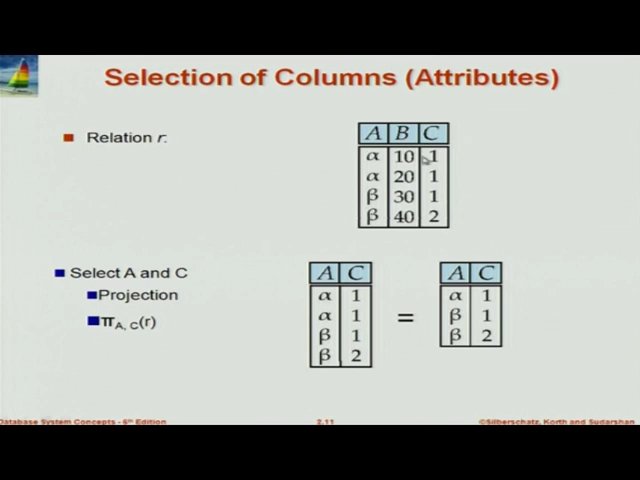 Selection of Columns (Attributes)
Relation r:
A B C
α 10 1
α 20 1
β 30 1
β 40 2
Select A and C
Projection
π A, C(r)
A C
α 1
α 1
β 1
β 2
=
A C
α 1
β 1
β 2
Database System Concepts - 6th Edition
2.11
©Silberschatz, Korth and Sudarshan